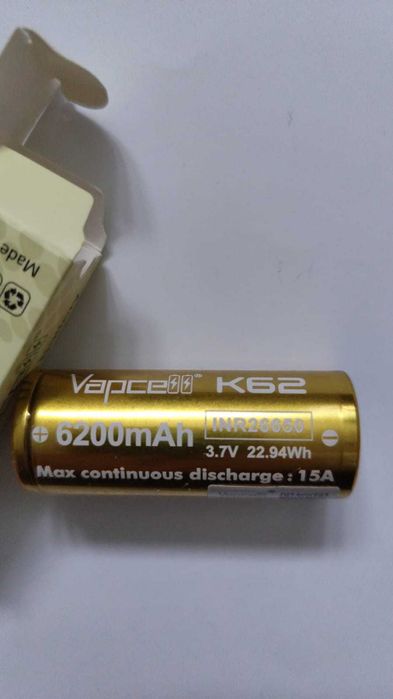 Made
Vapcell® K62
+ 6200mAh INR26650 -
3.7V 22.94Wh
Max continuous discharge: 15A